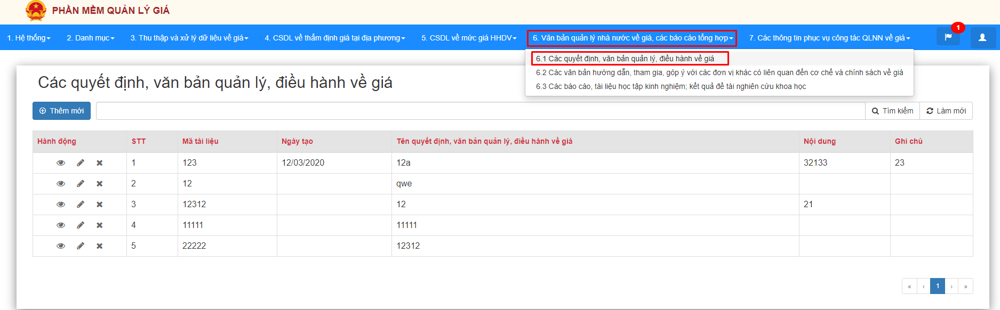 PHẦN MỀM QUẢN LÝ GIÁ
1
1. Hệ thống 2. Danh mục 3. Thu thập và xử lý dữ liệu về giá 4. CSDL về thẩm định giá tại địa phương 5. CSDL về mức giá HHDV 6. Văn bản quản lý nhà nước về giá, các báo cáo tổng hợp 7. Các thông tin phục vụ công tác QLNN về giá
6.1 Các quyết định, văn bản quản lý, điều hành về giá
6.2 Các văn bản hướng dẫn, tham gia, góp ý với các đơn vị khác có liên quan đến cơ chế và chính sách về giá
6.3 Các báo cáo, tài liệu học tập kinh nghiệm; kết quả đề tài nghiên cứu khoa học
Các quyết định, văn bản quản lý, điều hành về giá
Thêm mới Tìm kiếm Làm mới
Hành động STT Mã tài liệu Ngày tạo Tên quyết định, văn bản quản lý, điều hành về giá Nội dung Ghi chú
1 123 12/03/2020 12a 32133 23
2 12 qwe
3 12312 12 21
4 11111 11111
5 22222 12312
« ‹ 1 › »